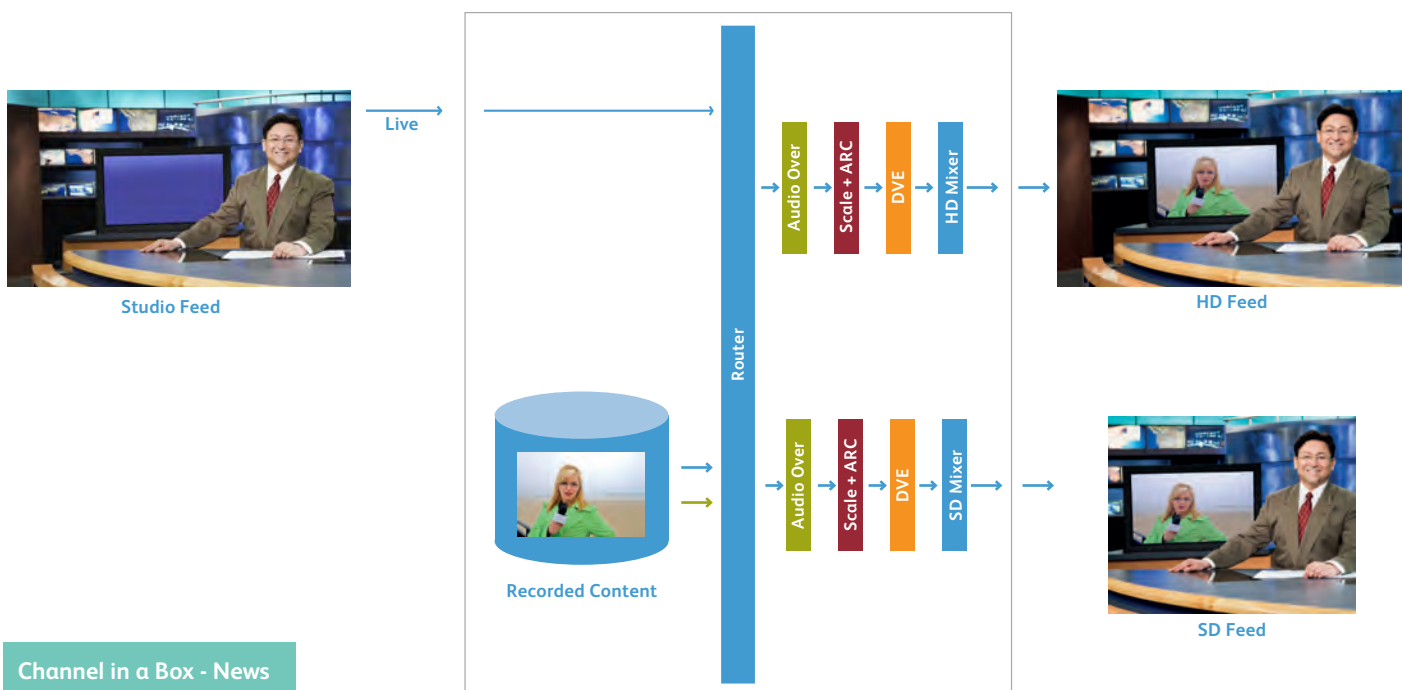 Live
Studio Feed
Router
Audio Over
Scale + ARC
DVE
HD Mixer
HD Feed
Recorded Content
Audio Over
Scale + ARC
DVE
SD Mixer
SD Feed
Channel in a Box - News